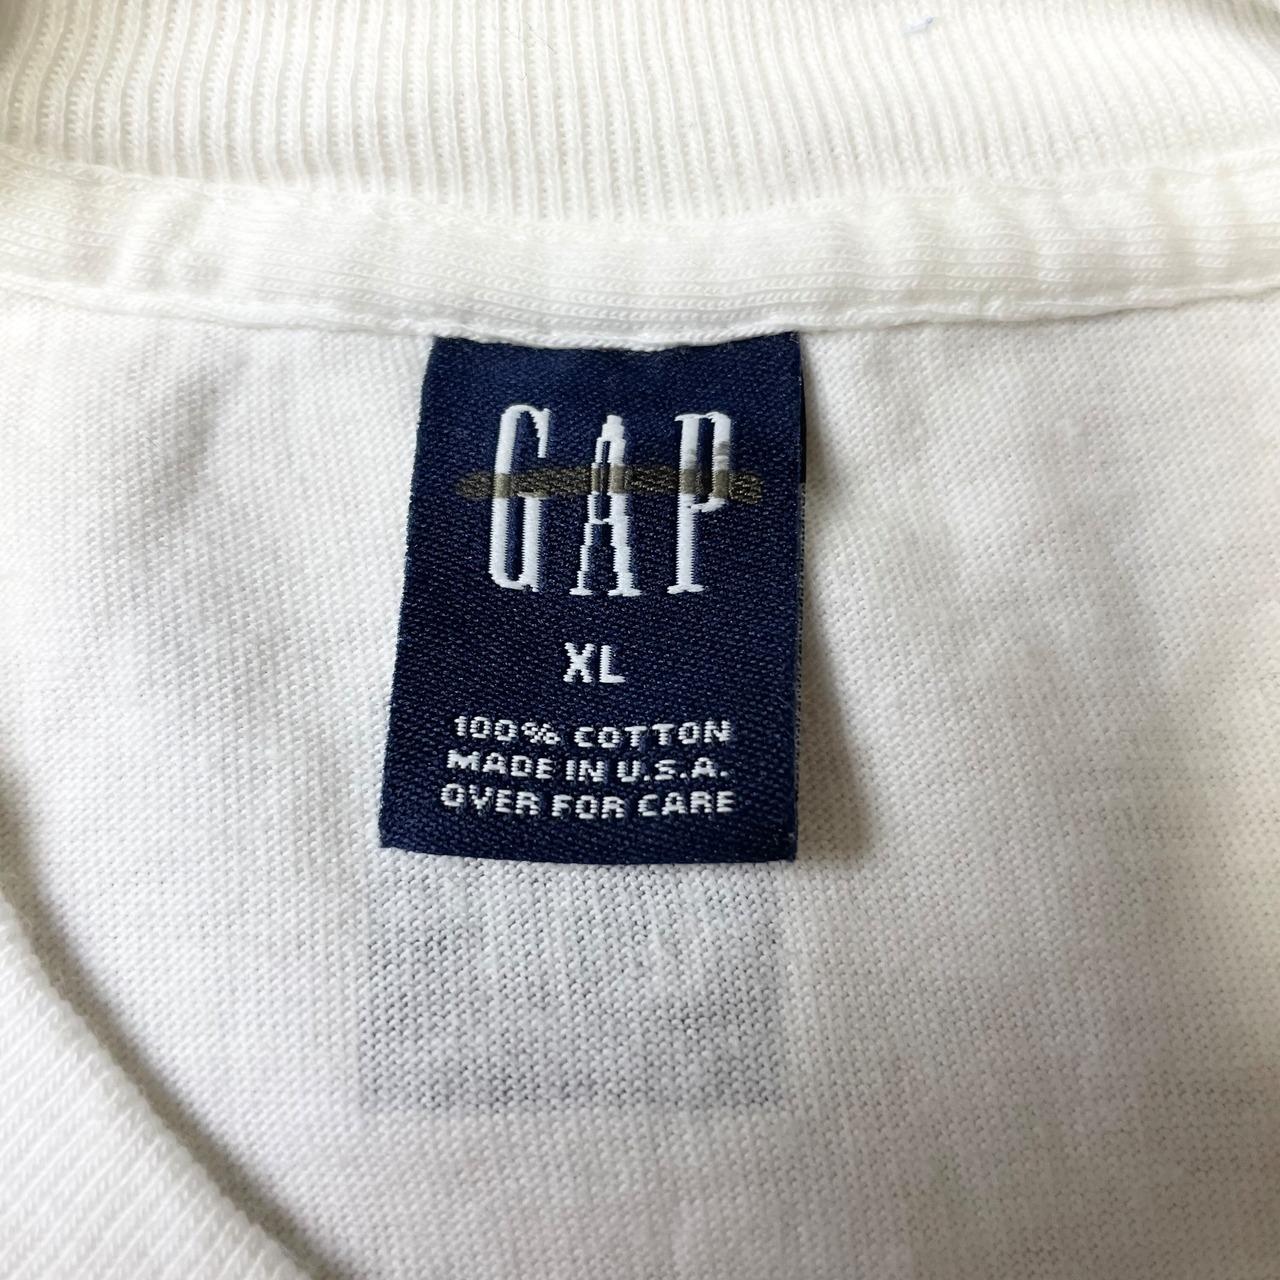 GAP
XL
100% COTTON
MADE IN U.S.A.
OVER FOR CARE